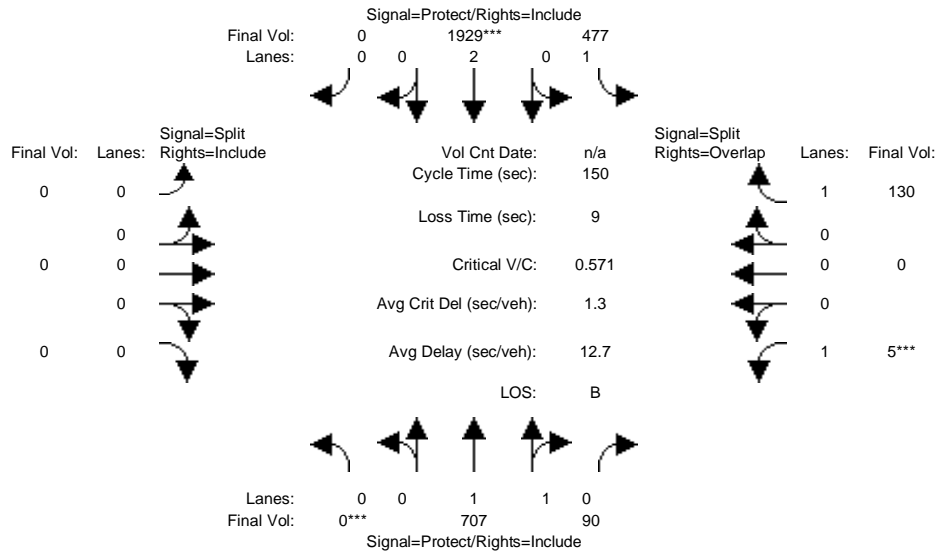 Signal=Protect/Rights=Include
Final Vol: 0 1929*** 477
Lanes: 0 0 2 0 1
Signal=Split Signal=Split
Final Vol: Lanes: Rights=Include Vol Cnt Date: n/a Rights=Overlap Lanes: Final Vol:
Cycle Time (sec): 150
0 0 1 130
Loss Time (sec): 9
0 0
0 0 Critical V/C: 0.571 0 0
0 Avg Crit Del (sec/veh): 1.3 0
0 0 Avg Delay (sec/veh): 12.7 1 5***
LOS: B
Lanes: 0 0 1 1 0
Final Vol: 0*** 707 90
Signal=Protect/Rights=Include